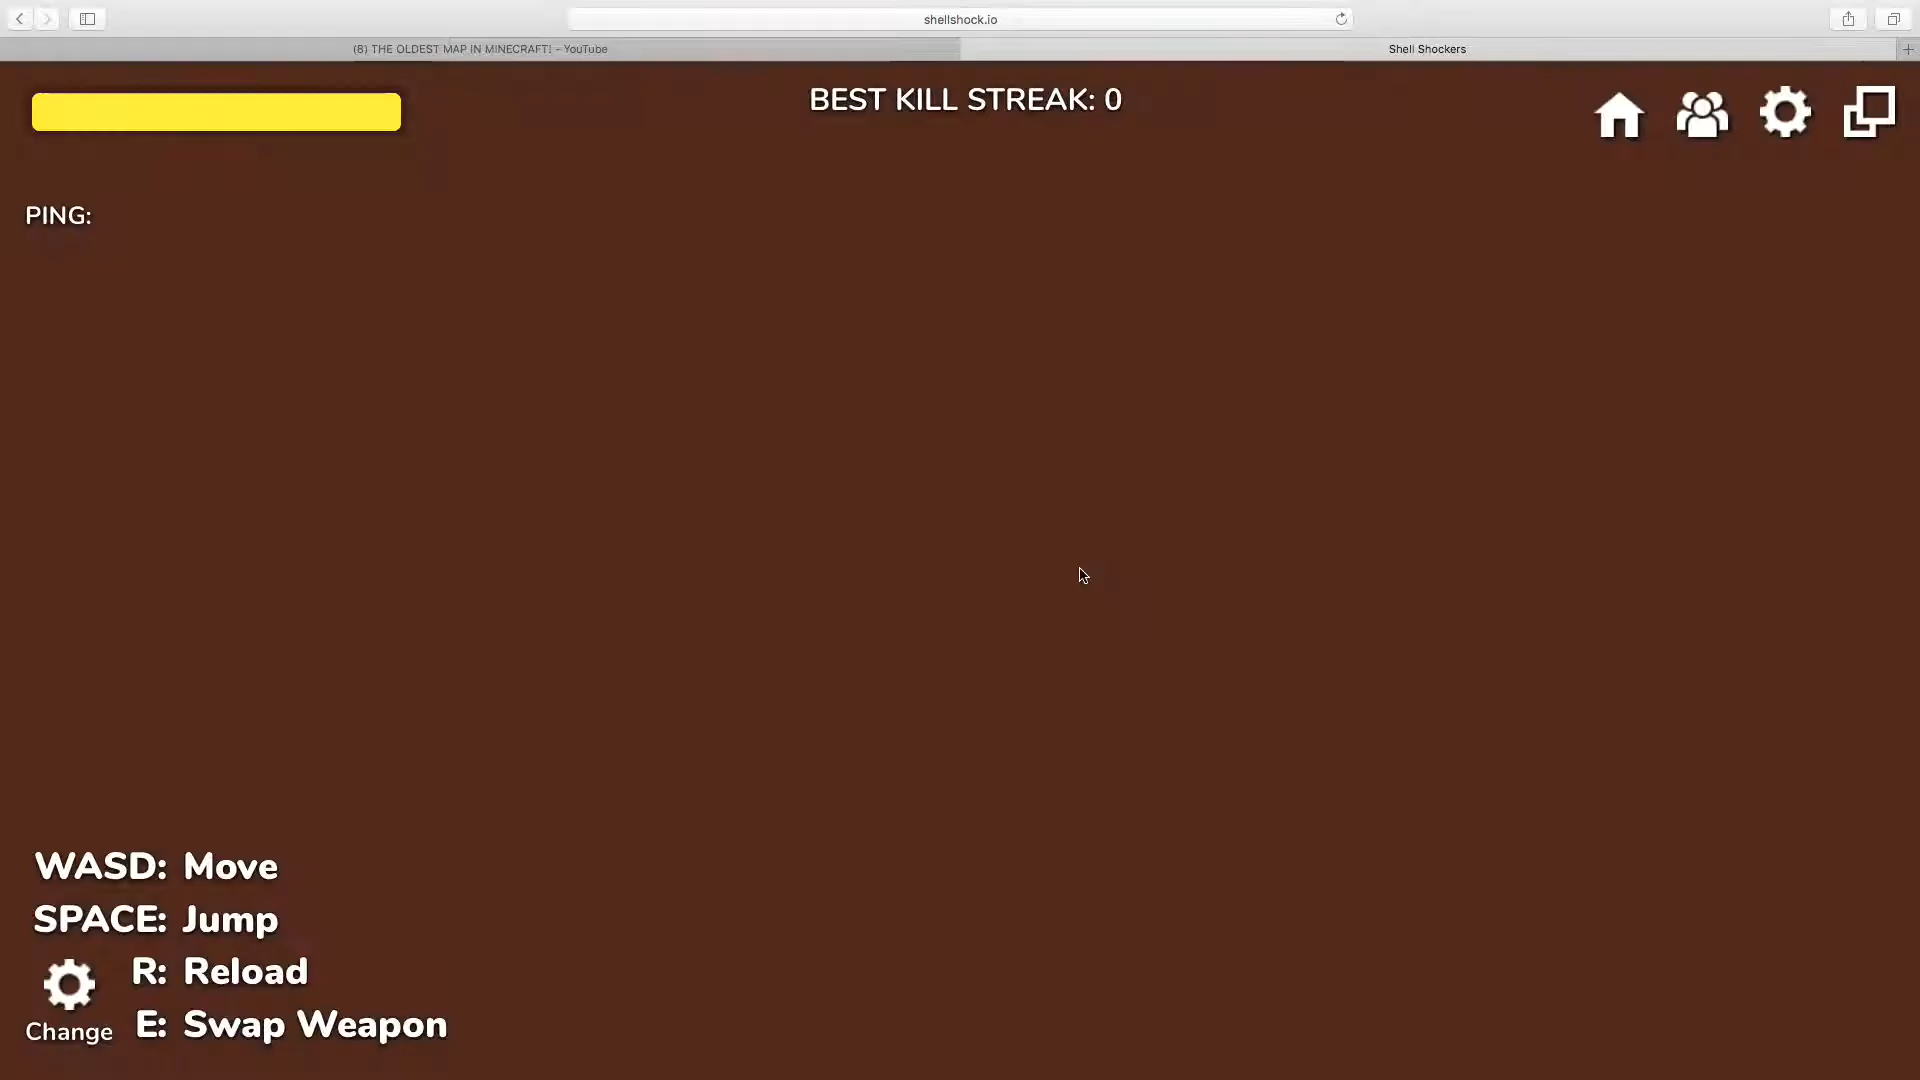 shellshock.io
(8) THE OLDEST MAP IN MINECRAFT! - YouTube
Shell Shockers
BEST KILL STREAK: 0
PING:
WASD: Move
SPACE: Jump
R: Reload
E: Swap Weapon
Change